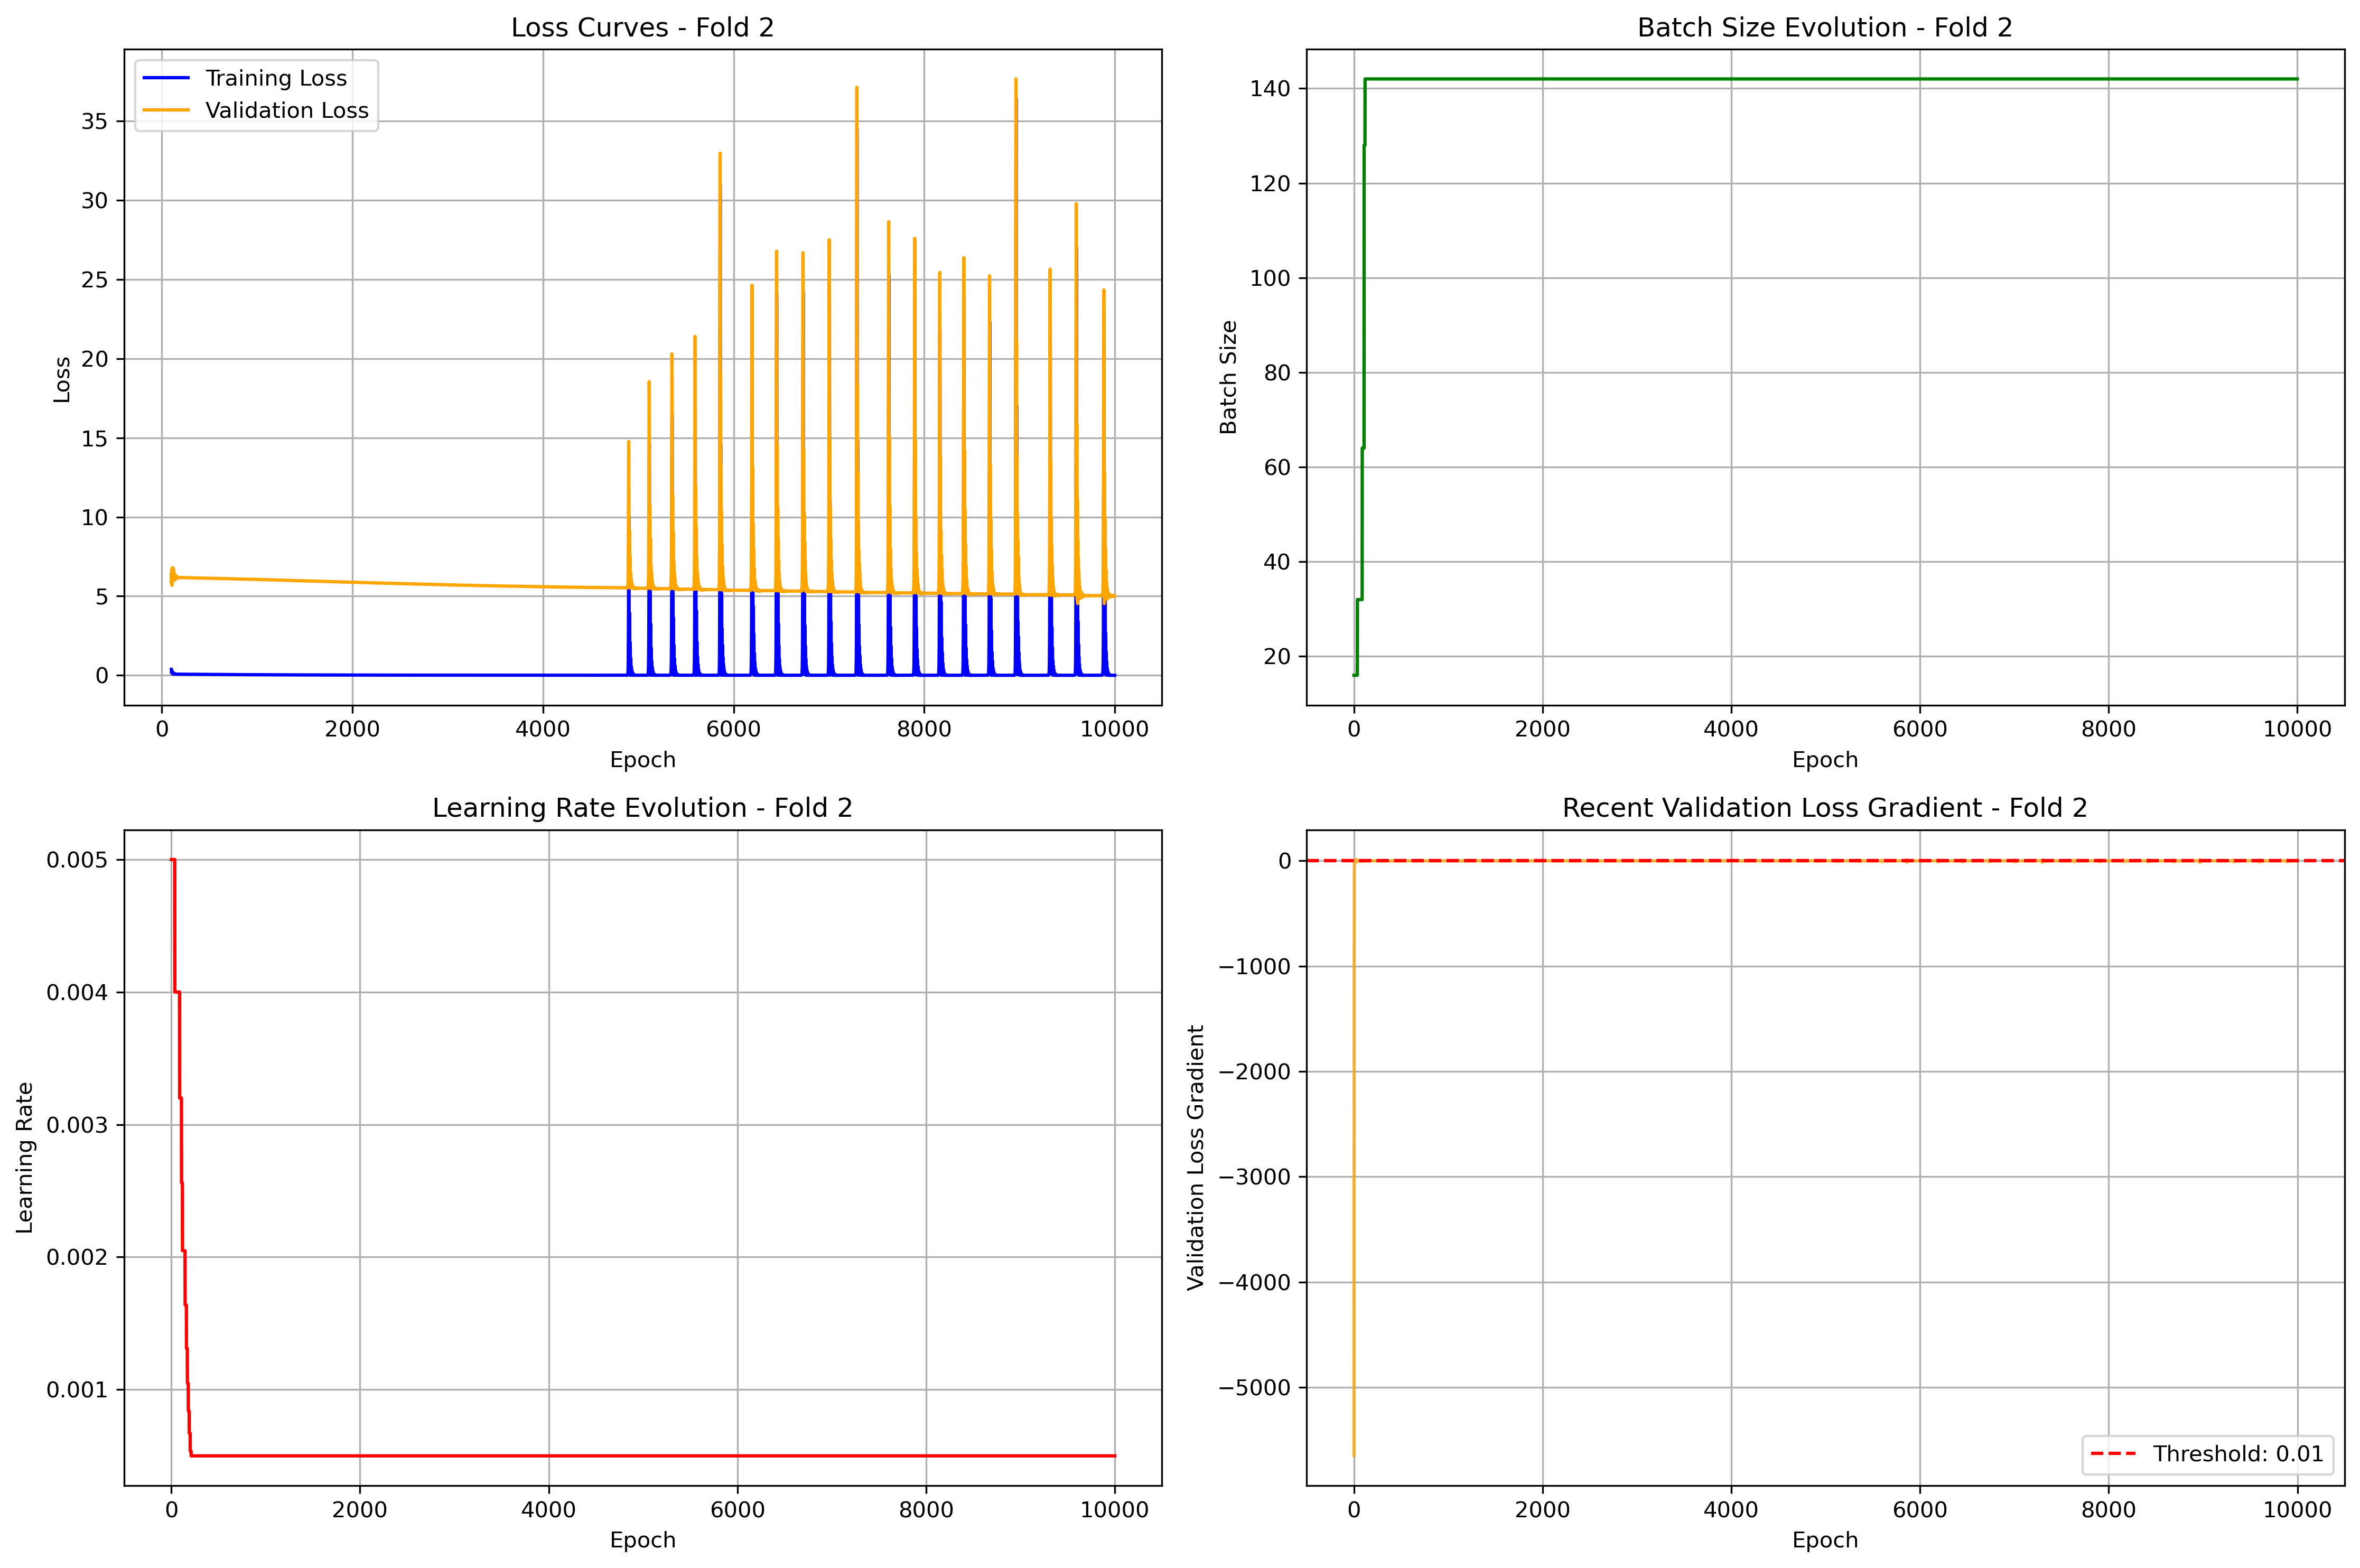 Loss Curves - Fold 2
Training Loss
Validation Loss
35
30
25
20
15
10
5
0
Loss
0 2000 4000 6000 8000 10000
Epoch
Batch Size Evolution - Fold 2
140
120
100
80
60
40
20
Batch Size
0 2000 4000 6000 8000 10000
Epoch
Learning Rate Evolution - Fold 2
0.005
0.004
0.003
0.002
0.001
Learning Rate
0 2000 4000 6000 8000 10000
Epoch
Recent Validation Loss Gradient - Fold 2
0
−1000
−2000
−3000
−4000
−5000
Validation Loss Gradient
Threshold: 0.01
0 2000 4000 6000 8000 10000
Epoch